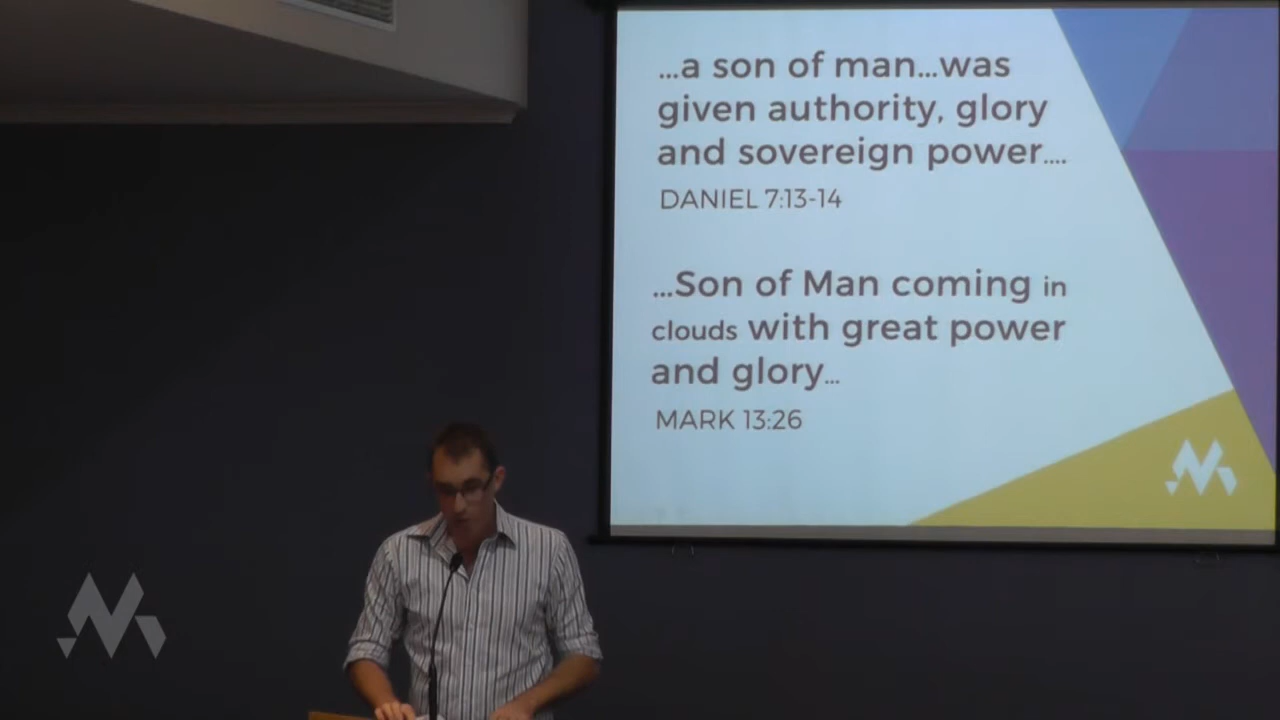 ...a son of man...was
given authority, glory
and sovereign power....
DANIEL 7:13-14
...Son of Man coming in
clouds with great power
and glory...
MARK 13:26